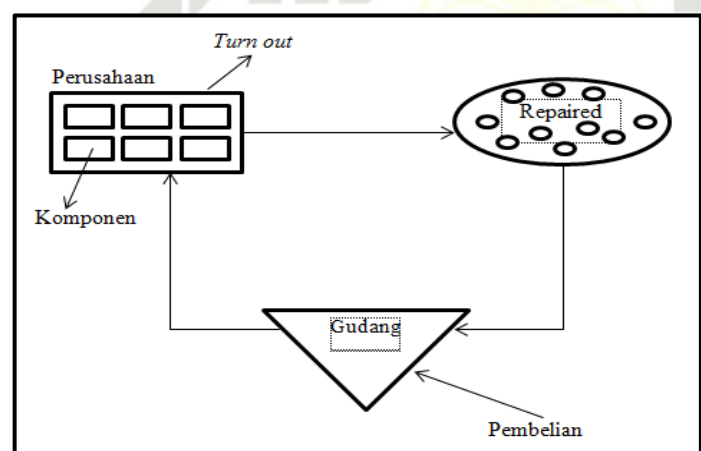 Turn out
Perusahaan
Repaired
Komponen
Gudang
Pembelian